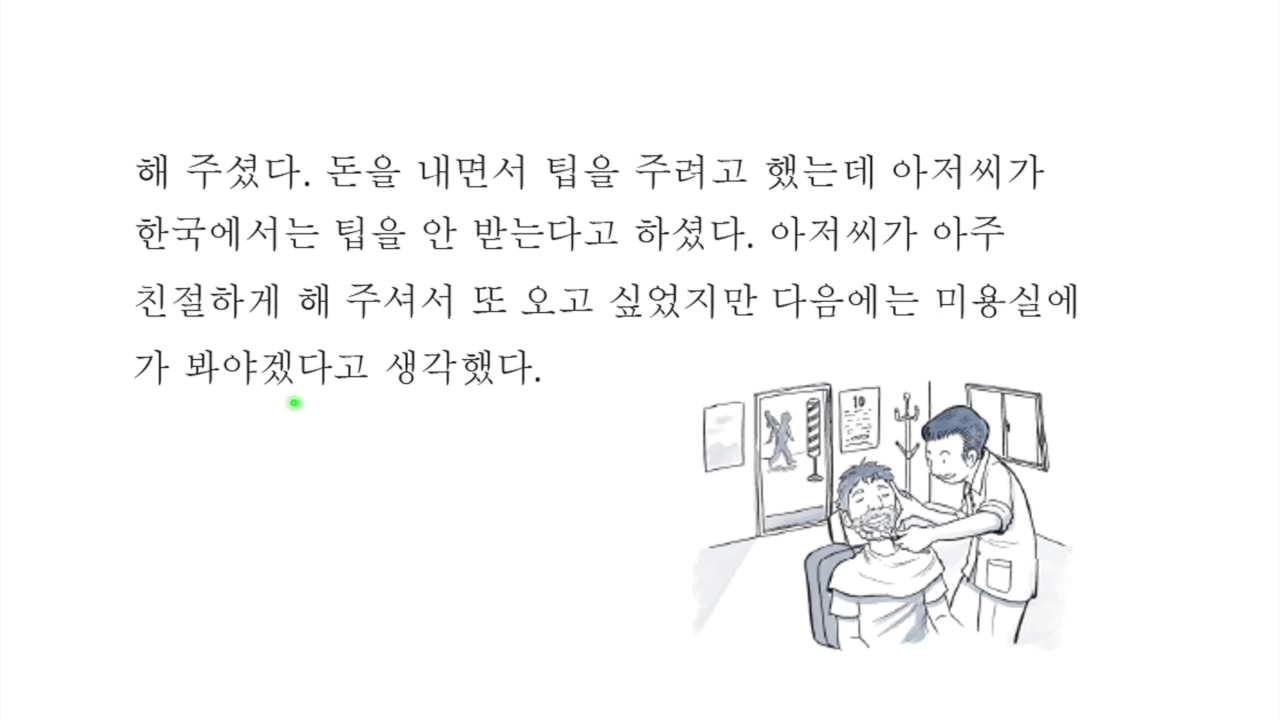 해 주셨다. 돈을 내면서 팁을 주려고 했는데 아저씨가
한국에서는 팁을 안 받는다고 하셨다. 아저씨가 아주
친절하게 해 주셔서 또 오고 싶었지만 다음에는 미용실에
가 봐야겠다고 생각했다.
10